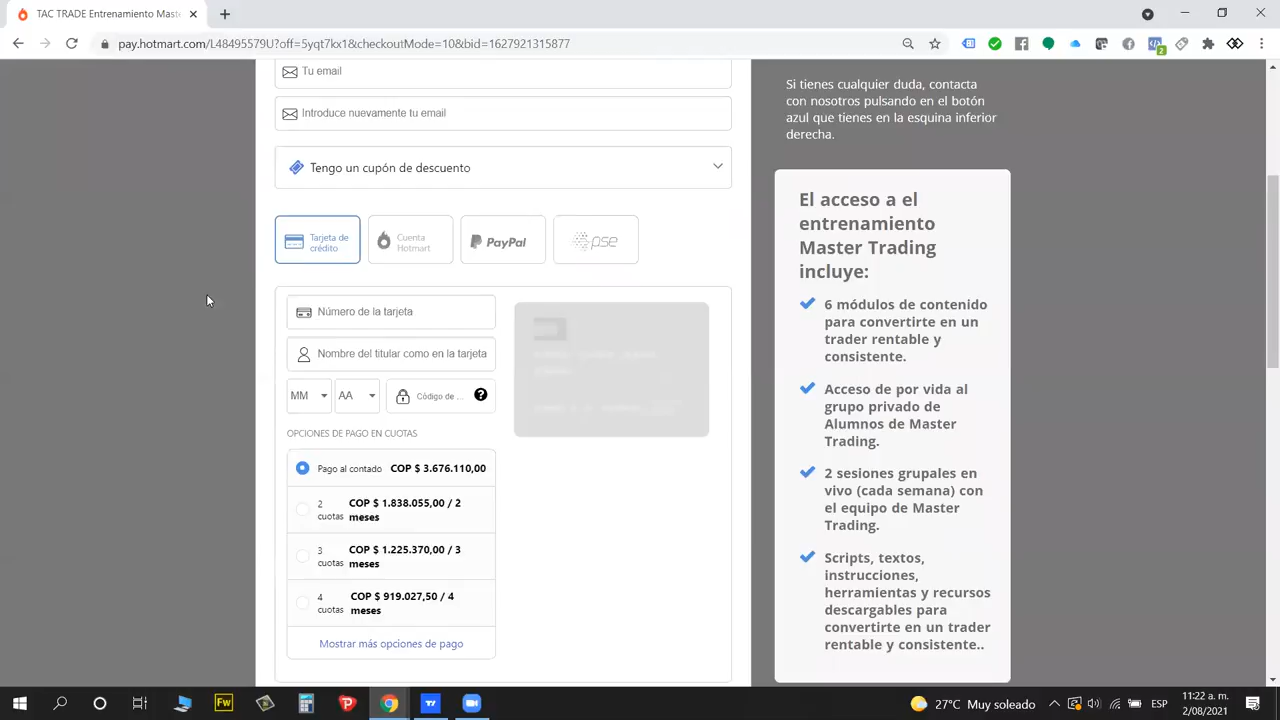 TAC TRADE Entrenamiento Maste
pay.hotmart.com/L48495579U?off=5yqt7kst&checkoutMode=10&bid=1627921315877
2
Tu email
Introduce nuevamente tu email
Tengo un cupón de descuento
Tarjeta de
crédito
Cuenta
Hotmart
PayPal
pse
Número de la tarjeta
Nombre del titular como en la tarjeta
MM
AA
Código de ...
?
OPCIONES DE PAGO EN CUOTAS
Pago al contado COP $ 3.676.110,00
2 cuotas COP $ 1.838.055,00 / 2
meses
3 cuotas COP $ 1.225.370,00 / 3
meses
4 cuotas COP $ 919.027,50 / 4
meses
Mostrar más opciones de pago
Si tienes cualquier duda, contacta
con nosotros pulsando en el botón
azul que tienes en la esquina inferior
derecha.
El acceso a el
entrenamiento
Master Trading
incluye:
6 módulos de contenido
para convertirte en un
trader rentable y
consistente.
Acceso de por vida al
grupo privado de
Alumnos de Master
Trading.
2 sesiones grupales en
vivo (cada semana) con
el equipo de Master
Trading.
Scripts, textos,
instrucciones,
herramientas y recursos
descargables para
convertirte en un trader
rentable y consistente..
Fw
27°C Muy soleado
ESP
11:22 a. m.
2/08/2021